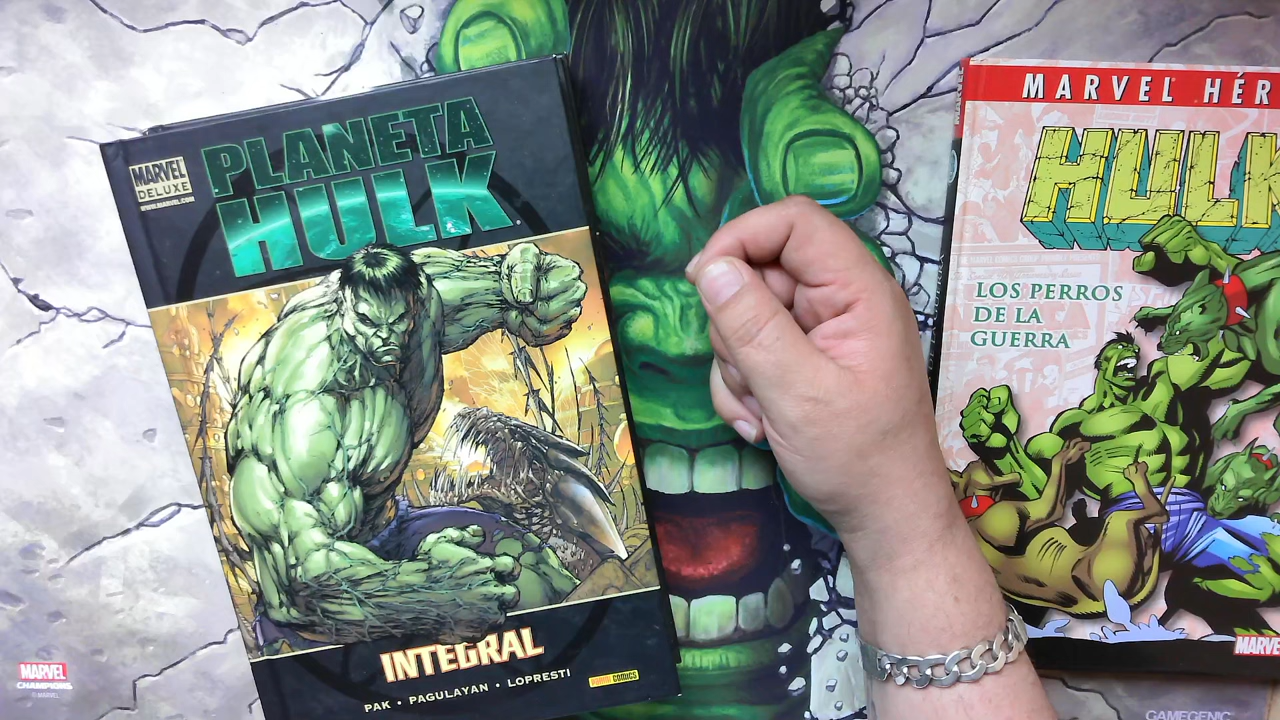 PLANETA
HULK
MARVEL
DELUXE
WWW.MARVEL.COM
INTEGRAL
PAK • PAGULAYAN • LOPRESTI
PANINI COMICS
MARVEL HÉR
HULK
LOS PERROS
DE LA
GUERRA
MARVEL
MARVEL
CHAMPIONS
© MARVEL
GAMEGENIC